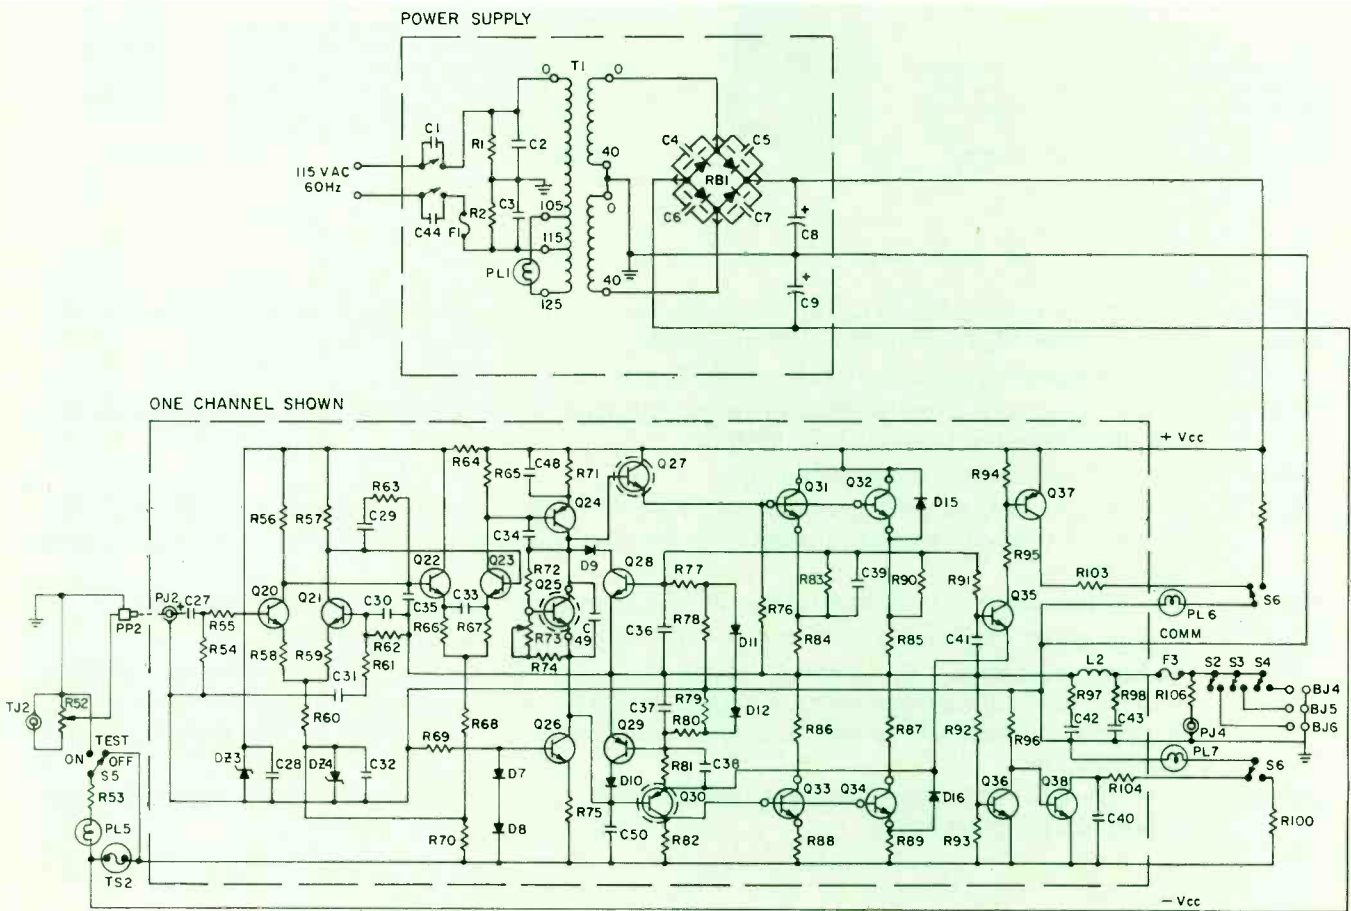 POWER SUPPLY
0 T1 0
C1
R1 C2 C4 C5
115 VAC
60Hz
40
RB1
R2 C3 105 0 C6 C7
C44 F1
115
+
C8
PL1
40
+
C9
125
ONE CHANNEL SHOWN
+ Vcc
R64
R65 C48 R71 Q27
R94
R63
Q24
Q31 Q32
Q37
D15
R56 R57 C29
C34
R95
Q22 Q23 R72 D9 Q28
Q25
R77
R83 C39 R90 R91
R103
S6
Q20 Q21 C30 C35 C33
PJ2 + C27
R76
Q35
PL6
PP2
R55
R66 R67 R73 C49
C36 R78
D11
R84 R85 C41
COMM
R54 R58 R59 R62
R61
R74
C31
L2 F3 S2 S3 S4
R97 R98 R106
BJ4
BJ5
BJ6
TJ2 R52
R60
R68
C37 R79
R80 D12
R86 R87 R92 R96
C42 C43 PJ4
PL7
TEST
ON OFF
S5
R69 Q26 Q29
DZ3 C28 DZ4 C32
D7
D10 R81 C38
Q30
Q33 Q34 D16 Q36 Q38
R104
S6
R53
R75
C40
R100
PL5
R70 D8
C50 R82
R88 R89 R93
TS2
- Vcc